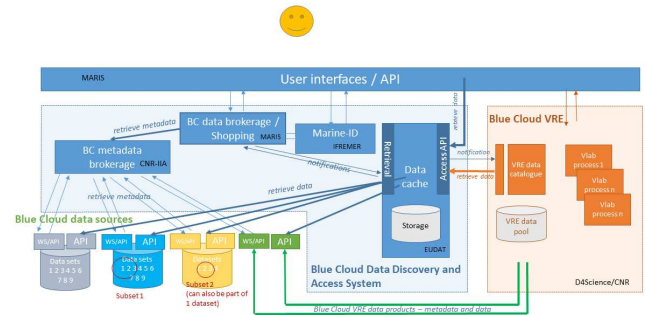 MARIS
User interfaces / API
retrieve metadata
BC data brokerage /
Shopping
MARIS
Marine-ID
IFREMER
BC metadata
brokerage CNR-IIA
notifications
retrieve metadata
retrieve data
retrieve data
Retrieval
Data
cache
Access API
Storage
EUDAT
notification
retrieve data
Blue Cloud VRE
VRE data
catalogue
VRE data
pool
Vlab
process 1
Vlab
process n
Vlab
process n
D4Science/CNR
Blue Cloud data sources
WS/API
API
API
WS/API
API
WS/API
API
Data sets
1 2 3 4 5 6
7 8 9
Data sets
1 2 3 4 5 6
7 8 9
Datasets
1 2 3
Subset 1
Subset 2
(can also be part of
1 dataset)
Blue Cloud Data Discovery and
Access System
Blue Cloud VRE data products – metadata and data